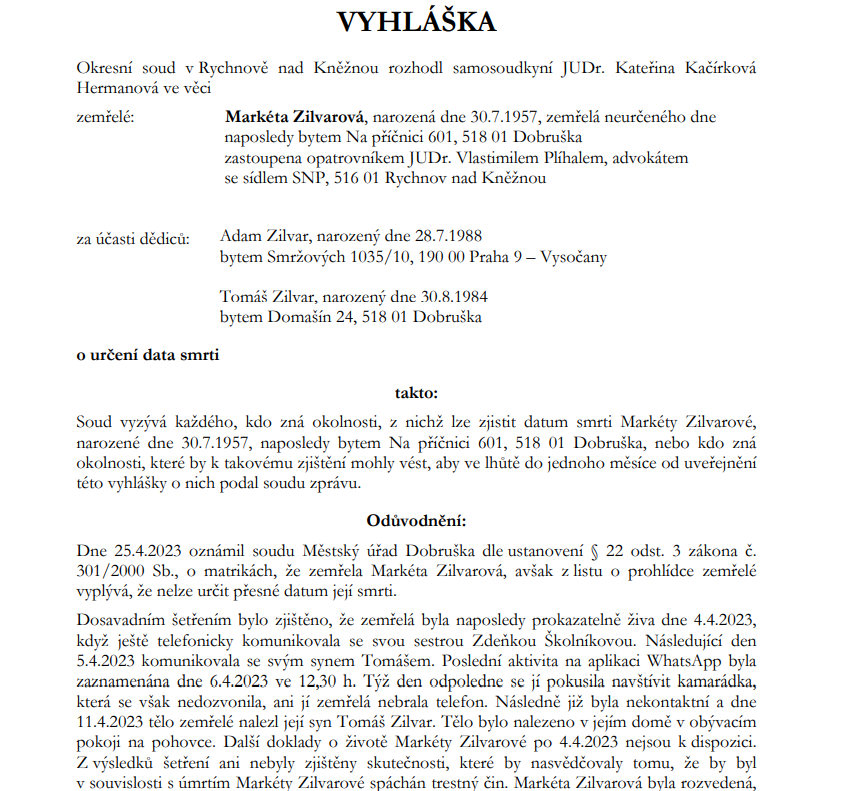 VYHLÁŠKA
Okresní soud v Rychnově nad Kněžnou rozhodl samosoudkyní JUDr. Kateřina Kačírková
Hermanová ve věci
zemřelé: Markéta Zilvarová, narozená dne 30.7.1957, zemřelá neurčeného dne
naposledy bytem Na příčnici 601, 518 01 Dobruška
zastoupena opatrovníkem JUDr. Vlastimilem Plíhalem, advokátem
se sídlem SNP, 516 01 Rychnov nad Kněžnou
za účasti dědiců: Adam Zilvar, narozený dne 28.7.1988
bytem Smržových 1035/10, 190 00 Praha 9 – Vysočany
Tomáš Zilvar, narozený dne 30.8.1984
bytem Domašín 24, 518 01 Dobruška
o určení data smrti
takto:
Soud vyzývá každého, kdo zná okolnosti, z nichž lze zjistit datum smrti Markéty Zilvarové,
narozené dne 30.7.1957, naposledy bytem Na příčnici 601, 518 01 Dobruška, nebo kdo zná
okolnosti, které by k takovému zjištění mohly vést, aby ve lhůtě do jednoho měsíce od uveřejnění
této vyhlášky o nich podal soudu zprávu.
Odůvodnění:
Dne 25.4.2023 oznámil soudu Městský úřad Dobruška dle ustanovení § 22 odst. 3 zákona č.
301/2000 Sb., o matrikách, že zemřela Markéta Zilvarová, avšak z listu o prohlídce zemřelé
vyplývá, že nelze určit přesné datum její smrti.
Dosavadním šetřením bylo zjištěno, že zemřelá byla naposledy prokazatelně živa dne 4.4.2023,
když ještě telefonicky komunikovala se svou sestrou Zdeňkou Školníkovou. Následující den
5.4.2023 komunikovala se svým synem Tomášem. Poslední aktivita na aplikaci WhatsApp byla
zaznamenána dne 6.4.2023 ve 12,30 h. Týž den odpoledne se jí pokusila navštívit kamarádka,
která se však nedozvonila, ani jí zemřelá nebrala telefon. Následně již byla nekontaktní a dne
11.4.2023 tělo zemřelé nalezl její syn Tomáš Zilvar. Tělo bylo nalezeno v jejím domě v obývacím
pokoji na pohovce. Další doklady o životě Markéty Zilvarové po 4.4.2023 nejsou k dispozici.
Z výsledků šetření ani nebyly zjištěny skutečnosti, které by nasvědčovaly tomu, že by byl
v souvislosti s úmrtím Markéty Zilvarové spáchán trestný čin. Markéta Zilvarová byla rozvedená,